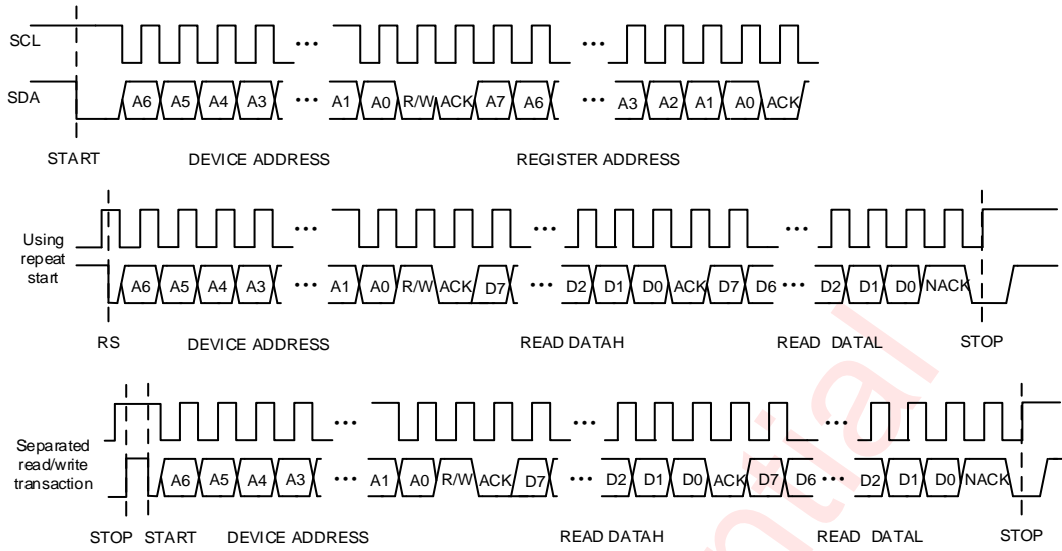 SCL
SDA A6 A5 A4 A3 ••• A1 A0 R/W ACK A7 A6 ••• A3 A2 A1 A0 ACK
START DEVICE ADDRESS REGISTER ADDRESS
Using
repeat
start
A6 A5 A4 A3 ••• A1 A0 R/W ACK D7 ••• D2 D1 D0 ACK D7 D6 ••• D2 D1 D0 NACK
RS DEVICE ADDRESS READ DATAH READ DATAL STOP
Separated
read/write
transaction
A6 A5 A4 A3 ••• A1 A0 R/W ACK D7 ••• D2 D1 D0 ACK D7 D6 ••• D2 D1 D0 NACK
STOP START DEVICE ADDRESS READ DATAH READ DATAL STOP
ntial